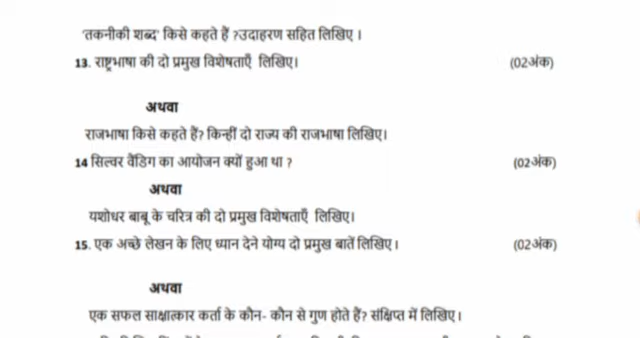 'तकनीकी शब्द' किसे कहते हैं ?उदाहरण सहित लिखिए ।
13. राष्ट्रभाषा की दो प्रमुख विशेषताएँ लिखिए। (02अंक)
अथवा
राजभाषा किसे कहते हैं? किन्हीं दो राज्य की राजभाषा लिखिए।
14 सिल्वर वैडिंग का आयोजन क्यों हुआ था ? (02अंक)
अथवा
यशोधर बाबू के चरित्र की दो प्रमुख विशेषताएँ लिखिए।
15. एक अच्छे लेखन के लिए ध्यान देने योग्य दो प्रमुख बातें लिखिए। (02अंक)
अथवा
एक सफल साक्षात्कार कर्ता के कौन- कौन से गुण होते हैं? संक्षिप्त में लिखिए।